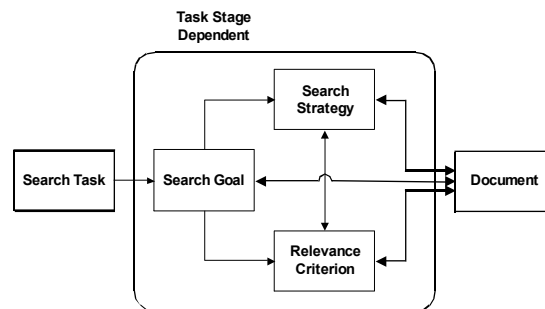 Task Stage
Dependent
Search
Strategy
Search Task
Search Goal
Document
Relevance
Criterion